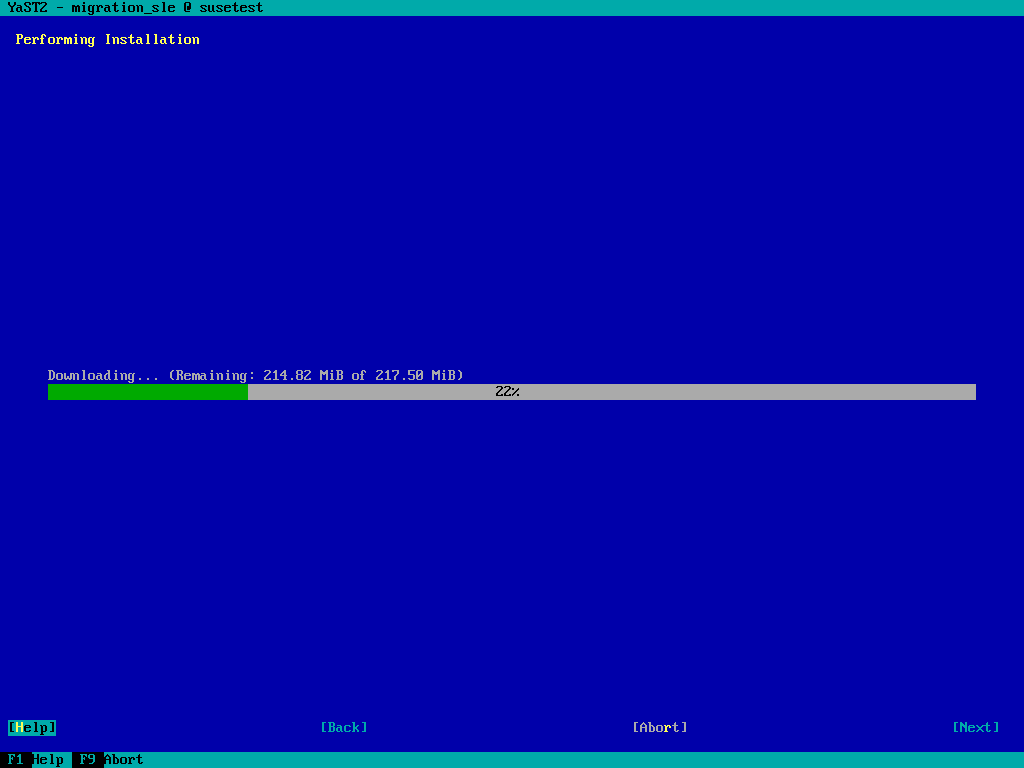 YaST2 - migration_sle @ susetest
Performing Installation
Downloading... (Remaining: 214.82 MiB of 217.50 MiB)
22%
[Help] [Back] [Abort] [Next]
F1 Help F9 Abort